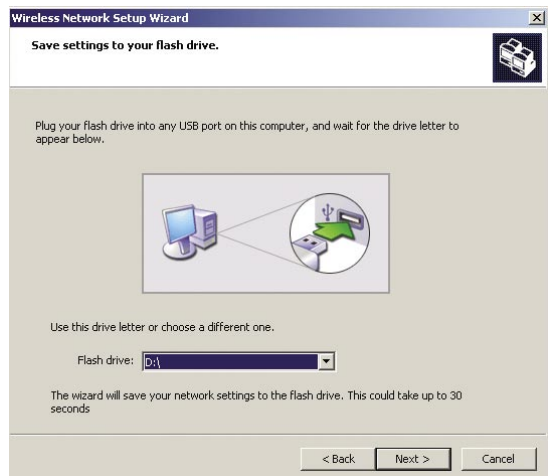 Wireless Network Setup Wizard
Save settings to your flash drive.
Plug your flash drive into any USB port on this computer, and wait for the drive letter to
appear below.
Use this drive letter or choose a different one.
Flash drive: D:\
The wizard will save your network settings to the flash drive. This could take up to 30
seconds
< Back Next > Cancel